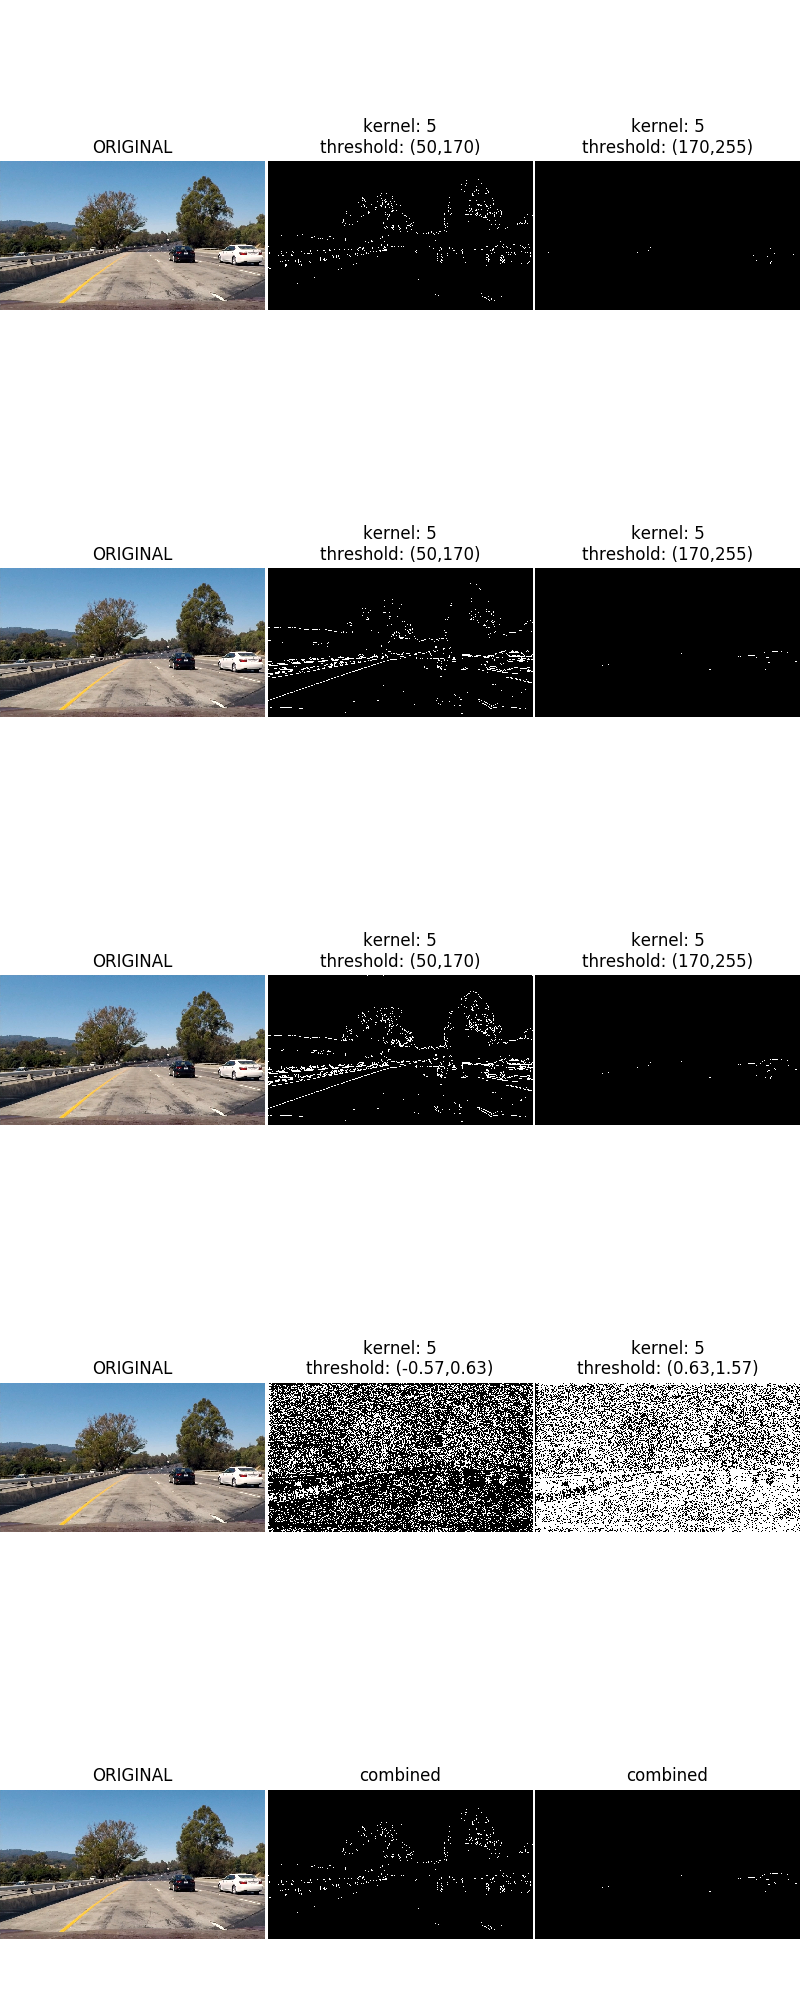 ORIGINAL
kernel: 5
threshold: (50,170)
kernel: 5
threshold: (170,255)
ORIGINAL
kernel: 5
threshold: (50,170)
kernel: 5
threshold: (170,255)
ORIGINAL
kernel: 5
threshold: (50,170)
kernel: 5
threshold: (170,255)
ORIGINAL
kernel: 5
threshold: (-0.57,0.63)
kernel: 5
threshold: (0.63,1.57)
ORIGINAL
combined
combined